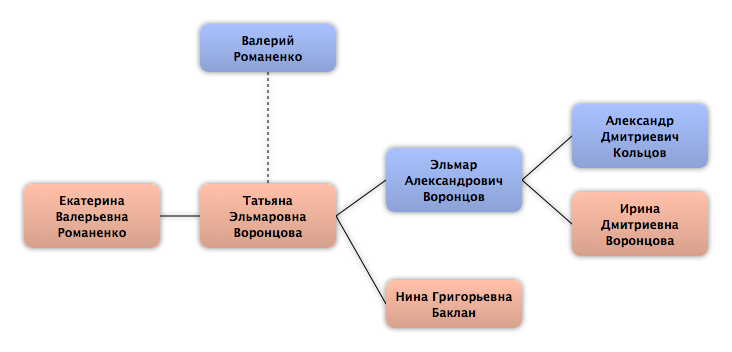 Валерий
Романенко
Александр
Дмитриевич
Кольцов
Эльмар
Александрович
Воронцов
Екатерина
Валерьевна
Романенко
Татьяна
Эльмаровна
Воронцова
Ирина
Дмитриевна
Воронцова
Нина Григорьевна
Баклан